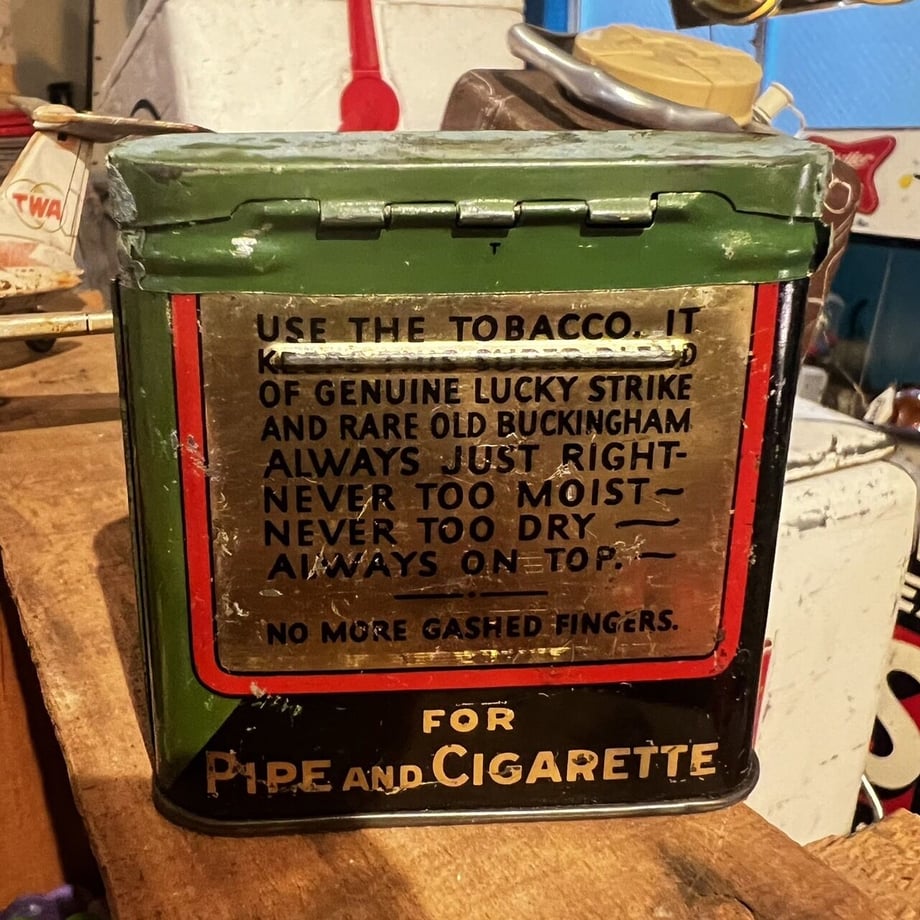 TWA
T
USE THE TOBACCO. IT
OF GENUINE LUCKY STRIKE
AND RARE OLD BUCKINGHAM
ALWAYS JUST RIGHT-
NEVER TOO MOIST—
NEVER TOO DRY —
ALWAYS ON TOP. —
NO MORE GASHED FINGERS.
FOR
PIPE AND CIGARETTE